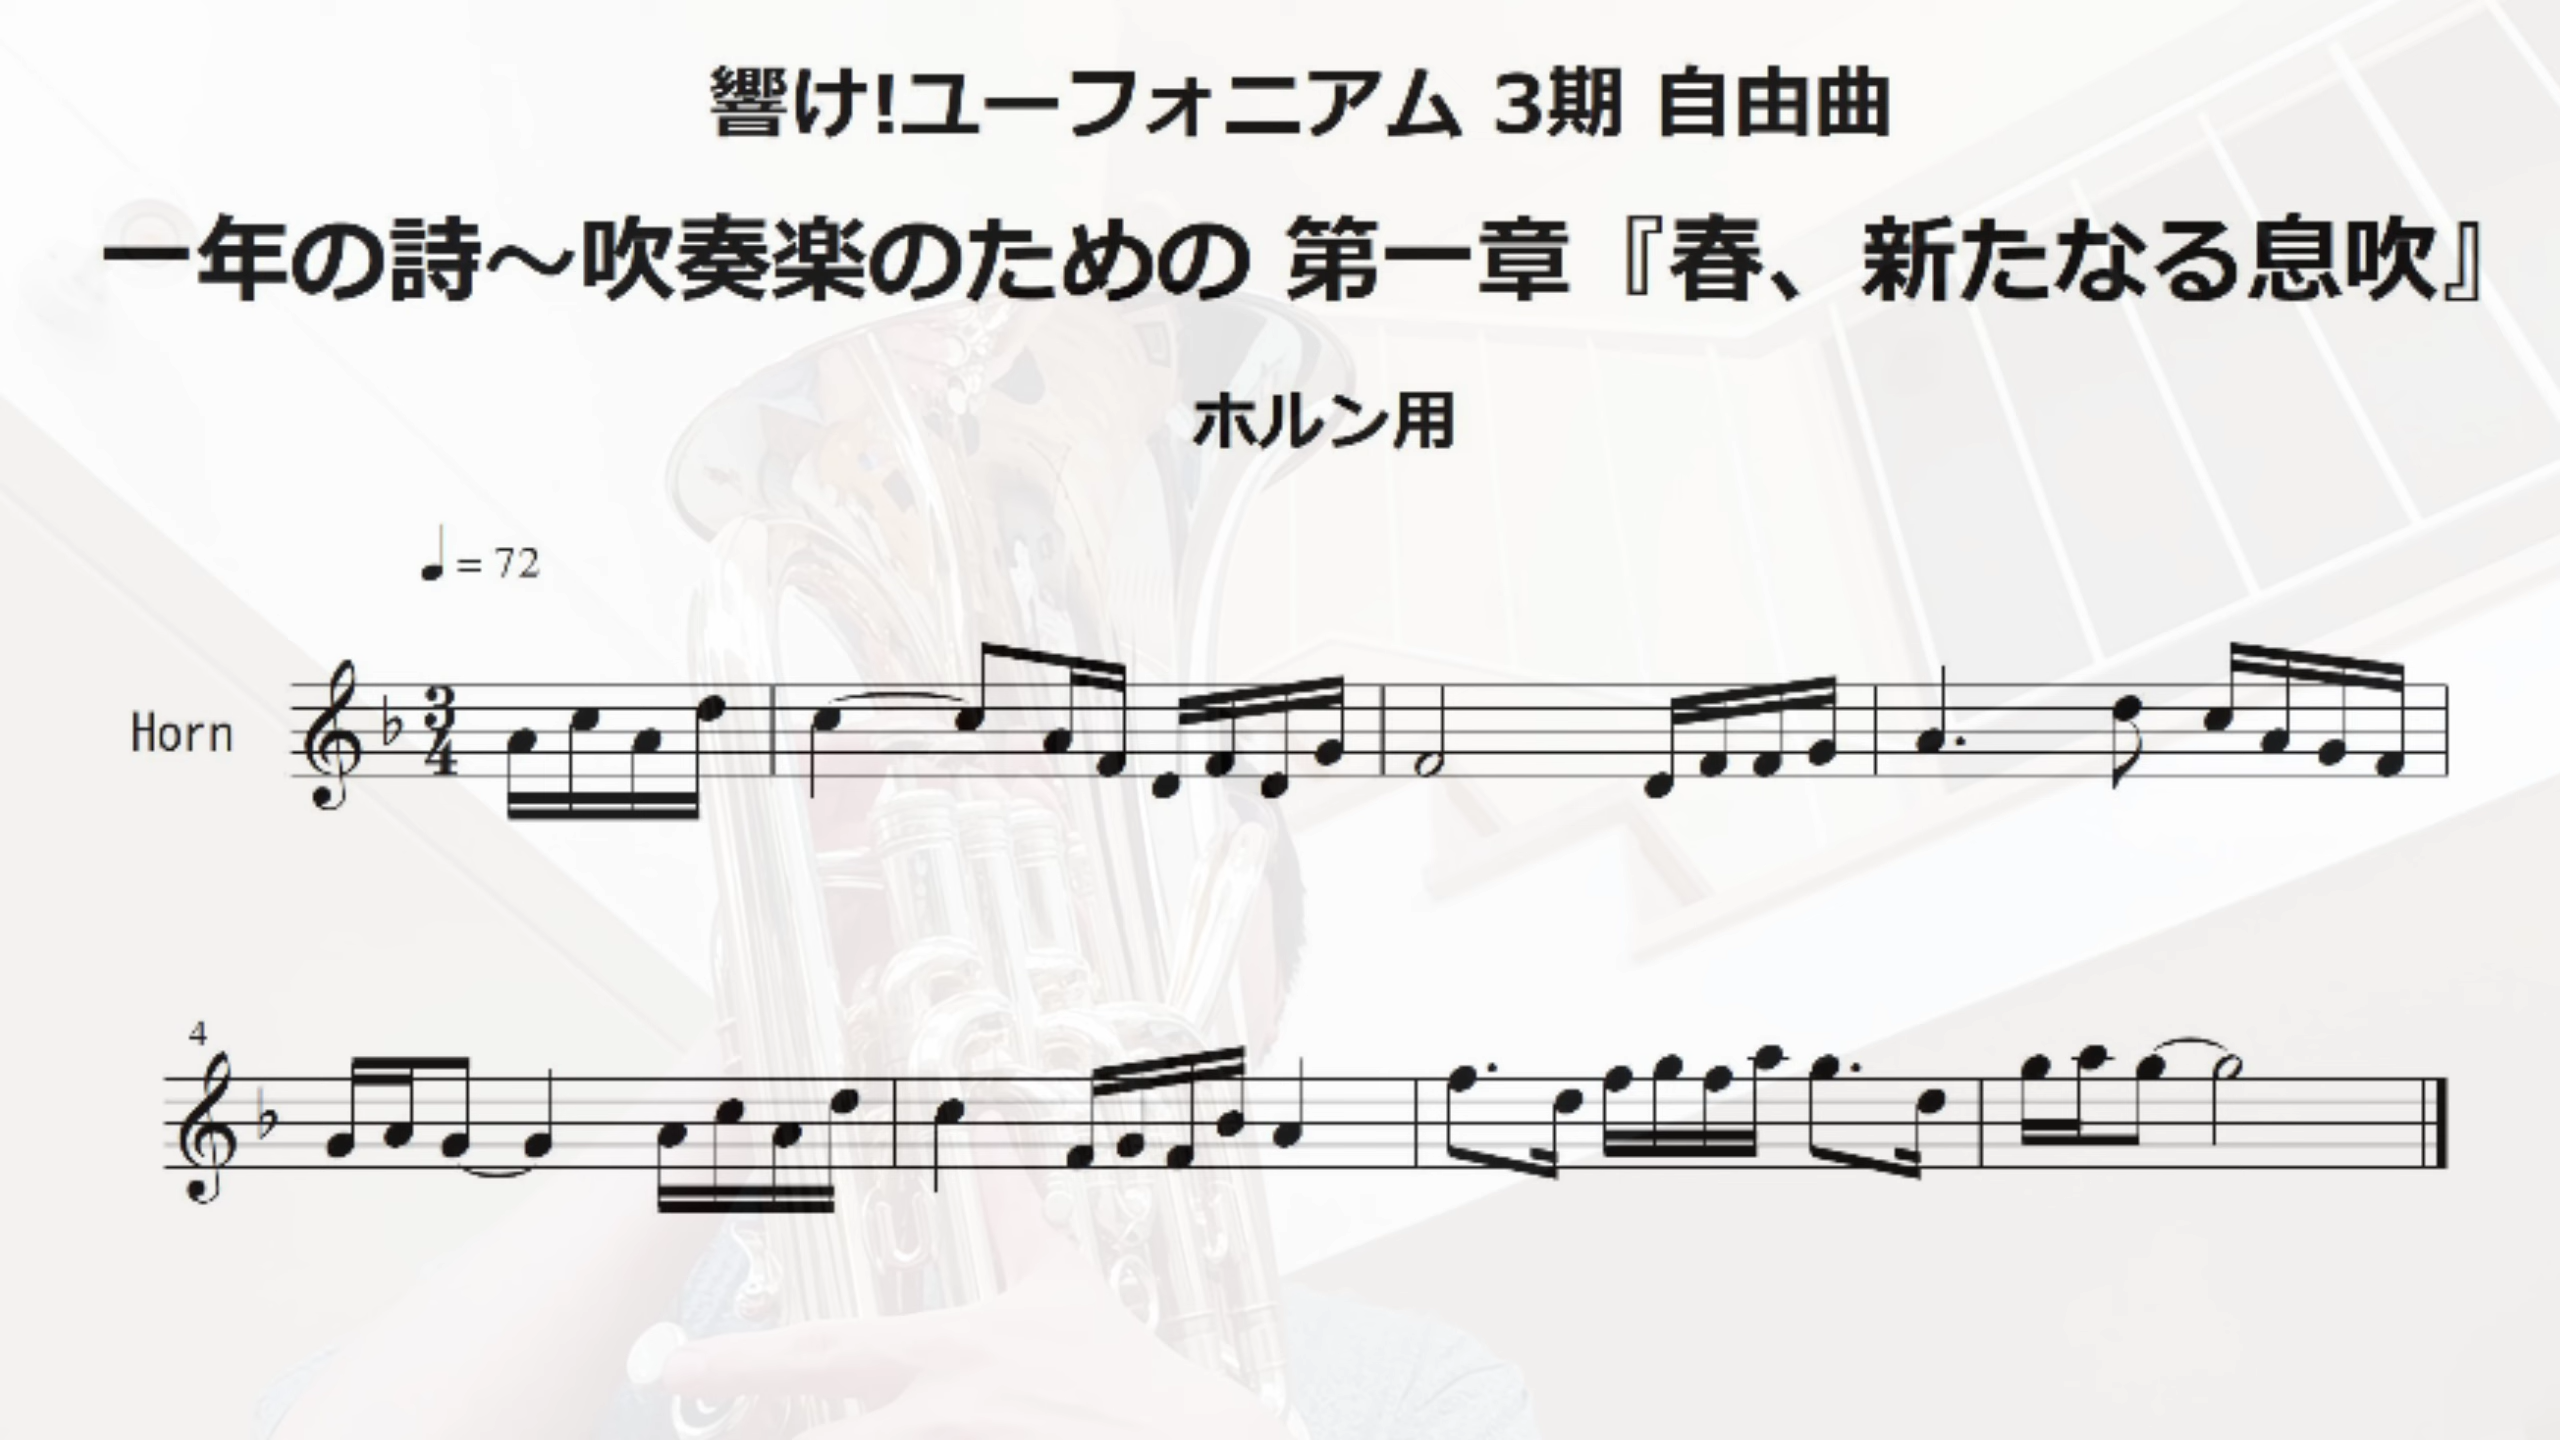 響け!ユーフォニアム 3期 自由曲
一年の詩〜吹奏楽のための 第一章『春、新たなる息吹』
ホルン用
= 72
Horn
3
4
4